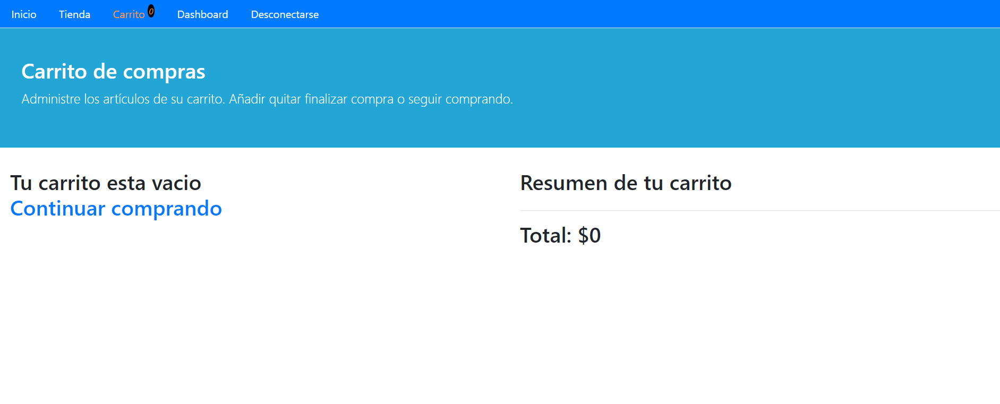 Inicio Tienda Carrito 0 Dashboard Desconectarse
Carrito de compras
Administre los artículos de su carrito. Añadir quitar finalizar compra o seguir comprando.
Tu carrito esta vacio
Continuar comprando
Resumen de tu carrito
Total: $0